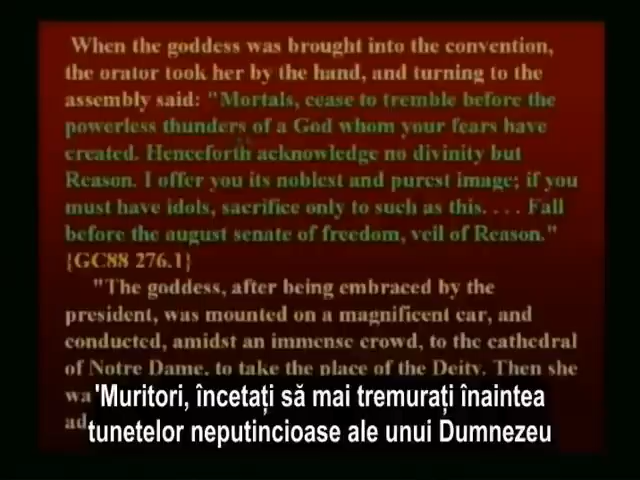 When the goddess was brought into the convention,
the orator took her by the hand, and turning to the
assembly said: "Mortals, cease to tremble before the
powerless thunders of a God whom your fears have
created. Henceforth acknowledge no divinity but
Reason. I offer you its noblest and purest image; if you
must have idols, sacrifice only to such as this. . . . Fall
before the august senate of freedom, veil of Reason."
{GC88 276.1}
"The goddess, after being embraced by the
president, was mounted on a magnificent car, and
conducted, amidst an immense crowd, to the cathedral
of Notre Dame, to take the place of the Deity. Then she
'Muritori, încetați să mai tremurați înaintea
tunetelor neputincioase ale unui Dumnezeu